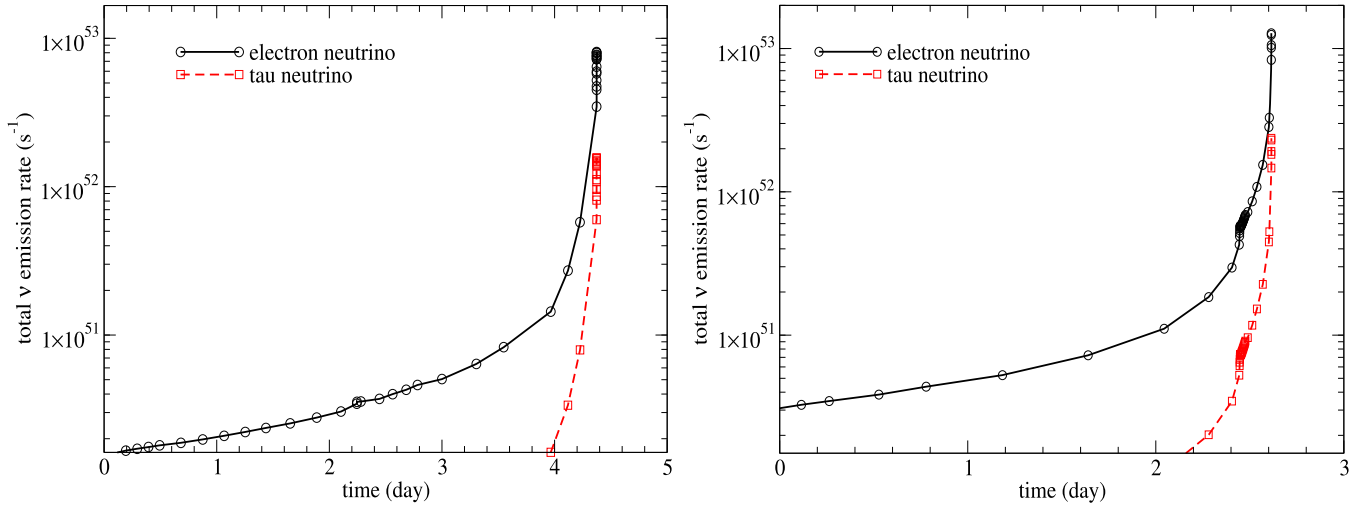 1×10^53
1×10^52
1×10^51
total ν emission rate (s^-1)
electron neutrino
tau neutrino
0 1 2 3 4 5
time (day)
1×10^53
1×10^52
1×10^51
total ν emission rate (s^-1)
electron neutrino
tau neutrino
0 1 2 3
time (day)